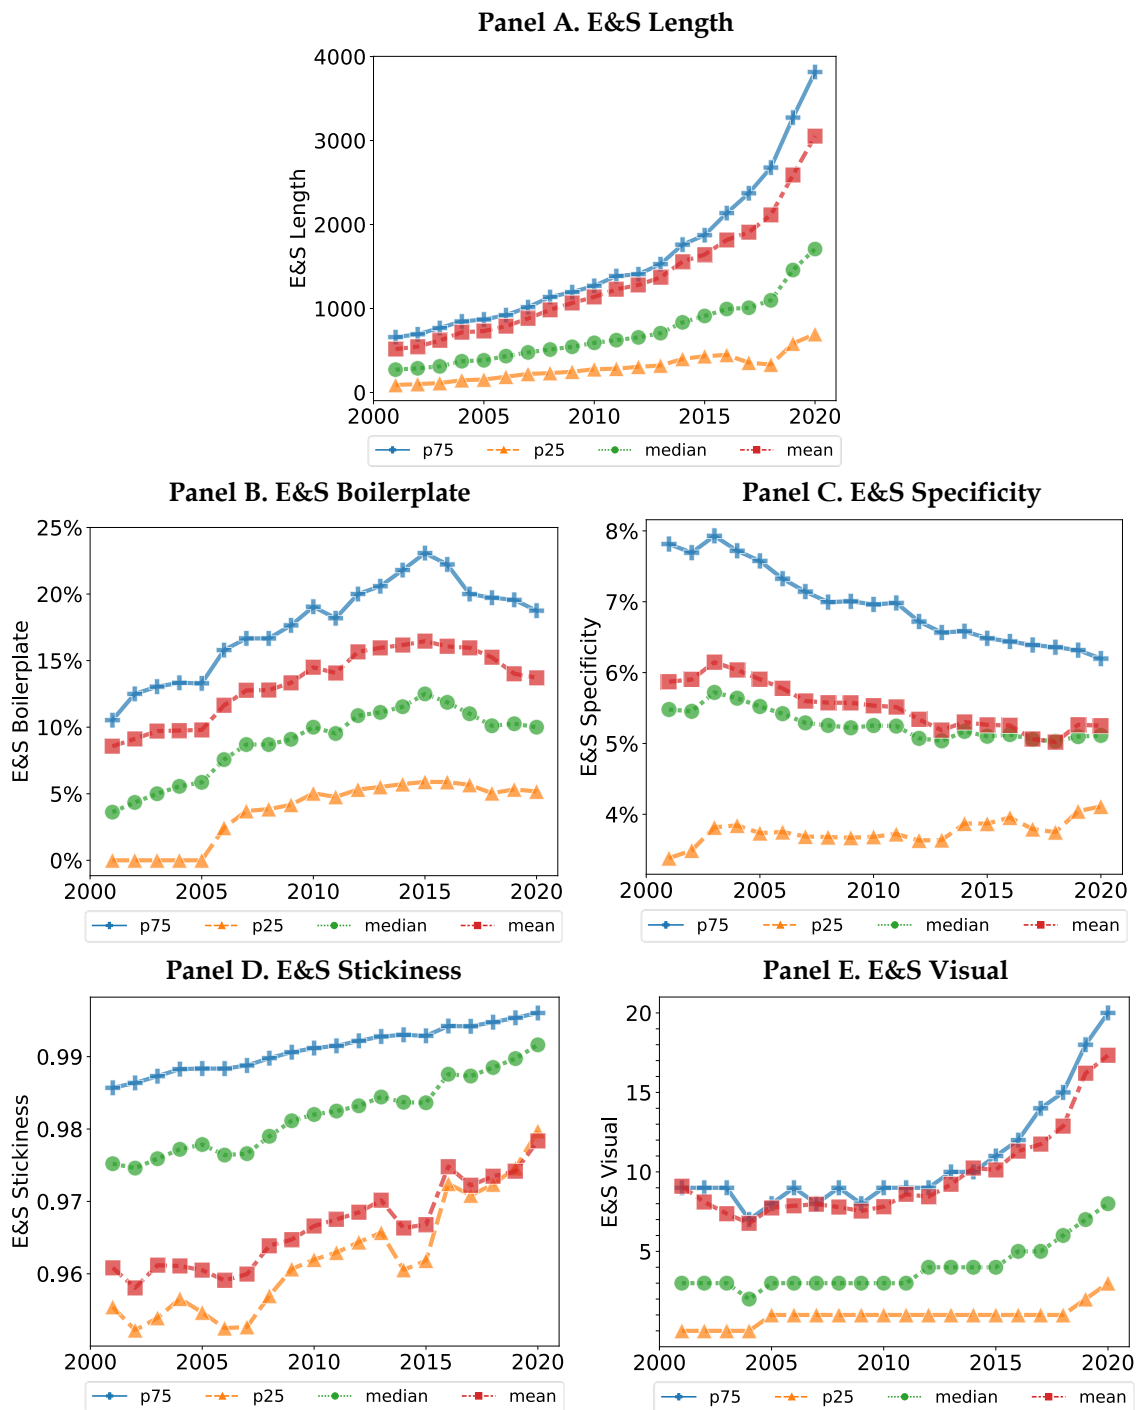 Panel A. E&S Length
4000
3000
2000
1000
0
E&S Length
2000 2005 2010 2015 2020
p75 p25 median mean
Panel B. E&S Boilerplate
25%
20%
15%
10%
5%
0%
E&S Boilerplate
2000 2005 2010 2015 2020
p75 p25 median mean
Panel C. E&S Specificity
8%
7%
6%
5%
4%
E&S Specificity
2000 2005 2010 2015 2020
p75 p25 median mean
Panel D. E&S Stickiness
0.99
0.98
0.97
0.96
E&S Stickiness
2000 2005 2010 2015 2020
p75 p25 median mean
Panel E. E&S Visual
20
15
10
5
E&S Visual
2000 2005 2010 2015 2020
p75 p25 median mean